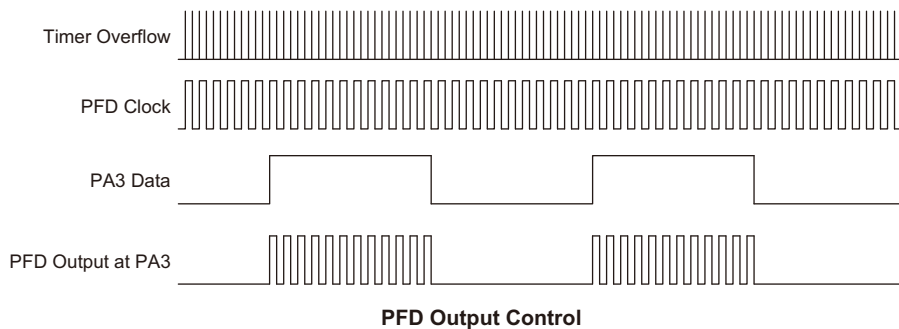 Timer Overflow
PFD Clock
PA3 Data
PFD Output at PA3
PFD Output Control